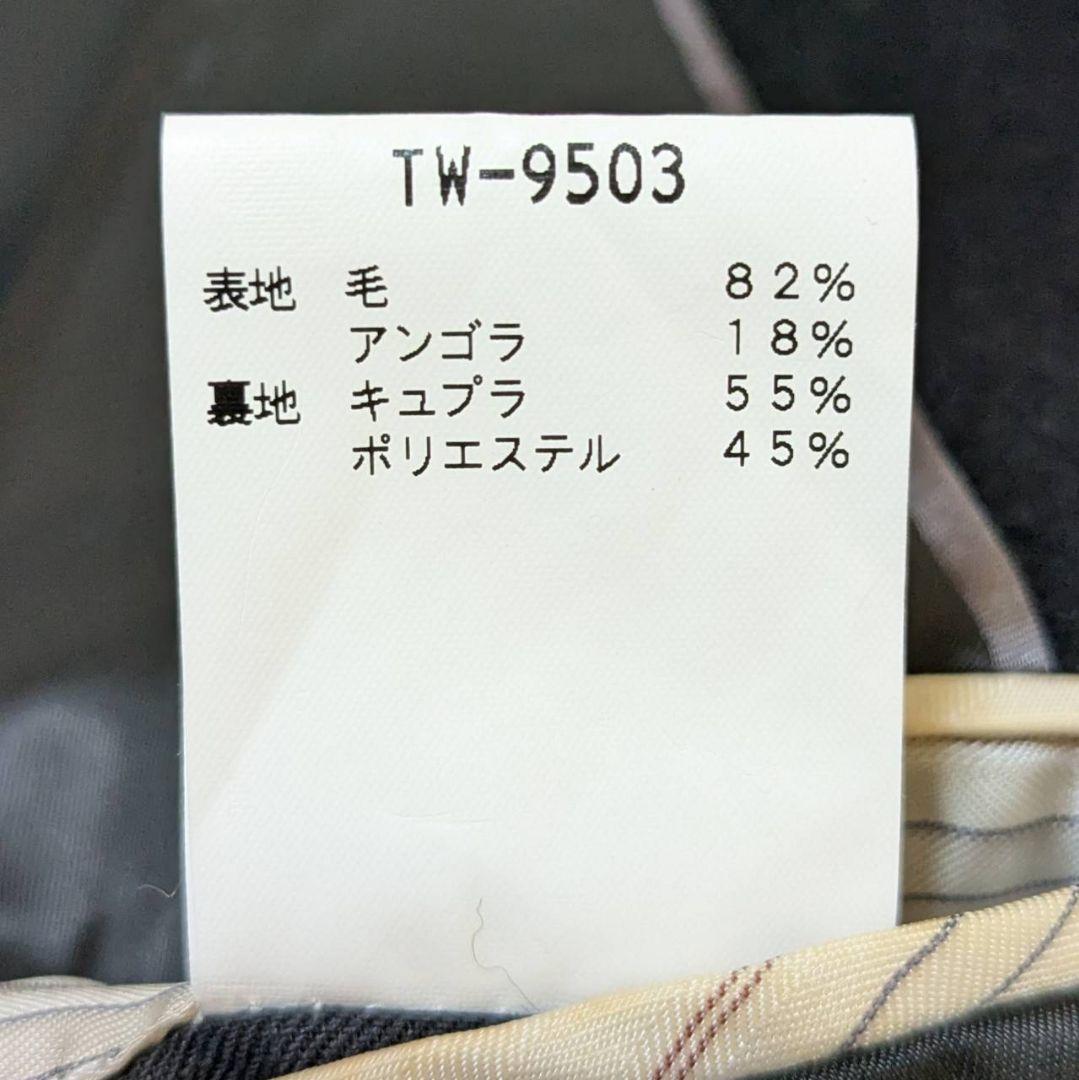 TW-9503
表地 毛 82%
アンゴラ 18%
裏地 キュプラ 55%
ポリエステル 45%